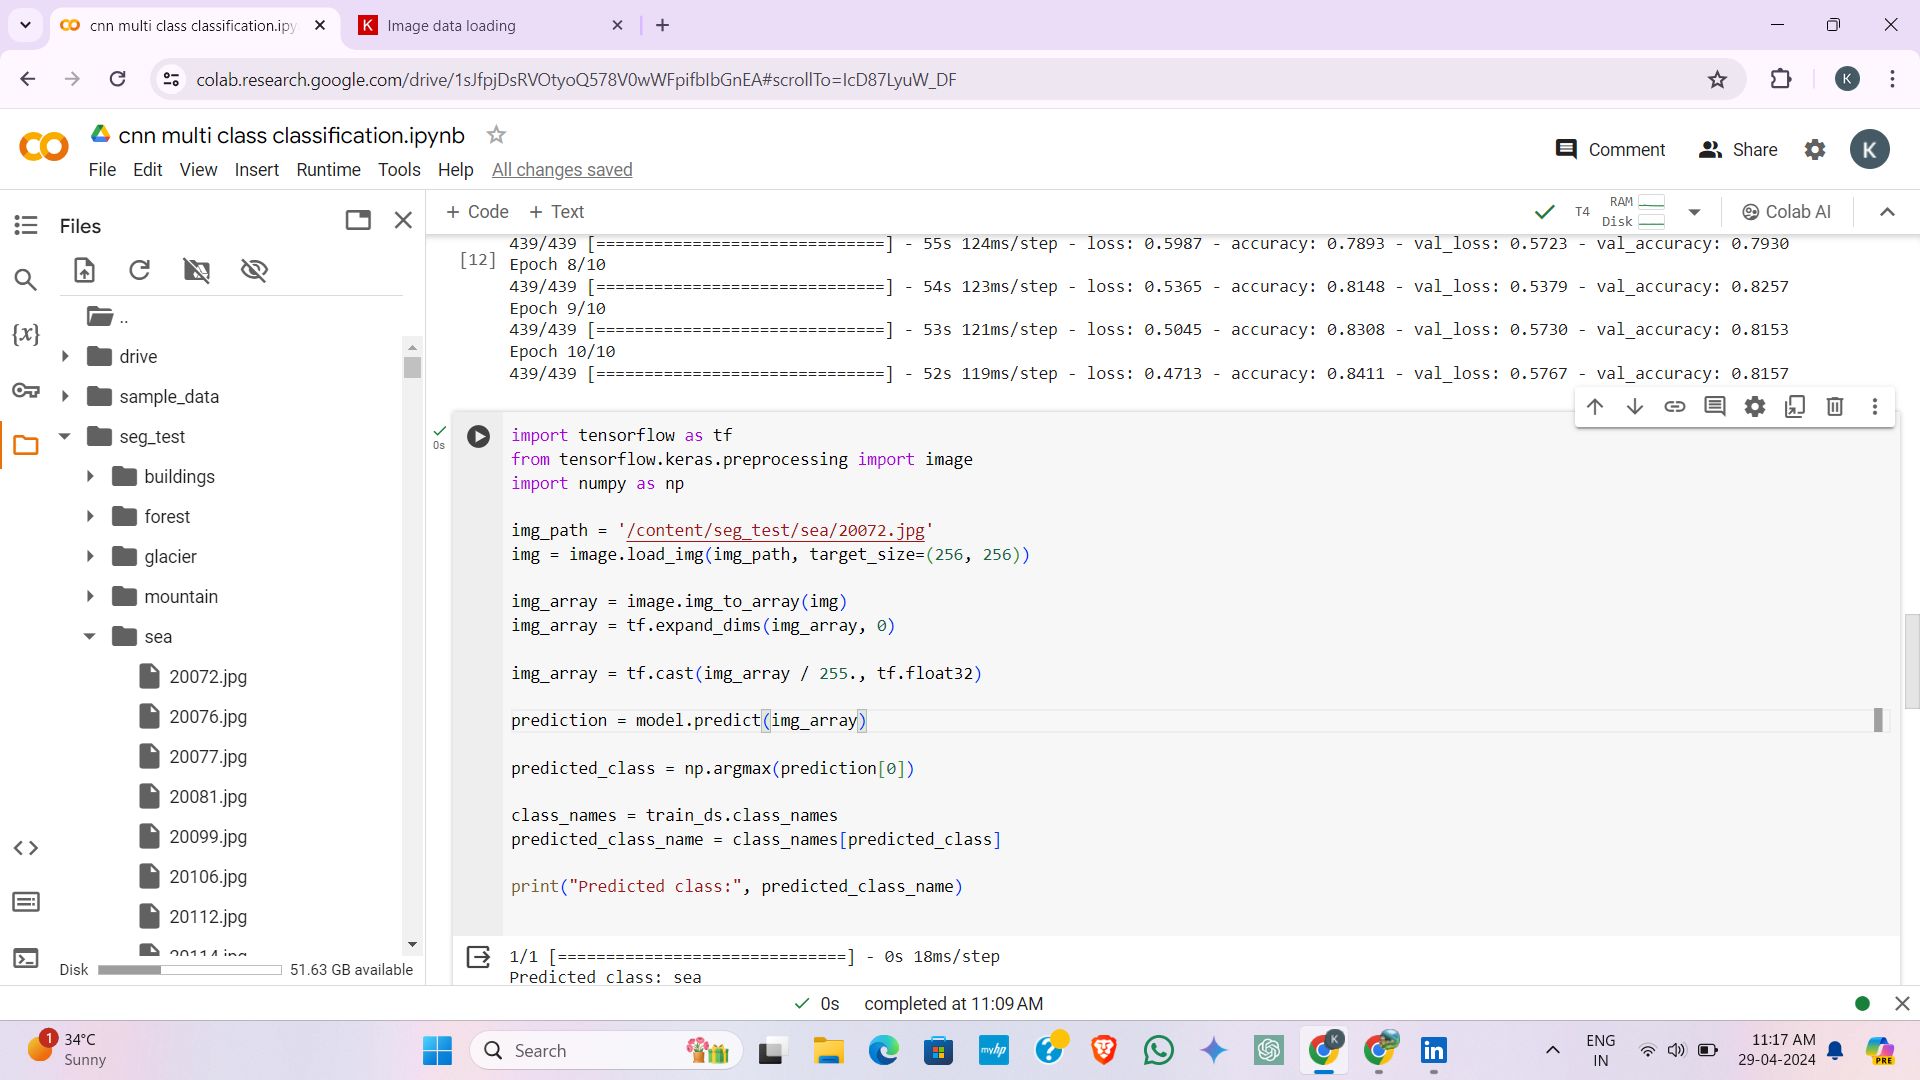 cnn multi class classification.ipy
Image data loading
colab.research.google.com/drive/1sJfpjDsRVOtyoQ578V0wWFpifbIbGnEA#scrollTo=IcD87LyuW_DF
K
cnn multi class classification.ipynb
File Edit View Insert Runtime Tools Help All changes saved
Comment Share K
Files
+ Code + Text
T4 RAM Disk Colab AI
..
drive
sample_data
seg_test
buildings
forest
glacier
mountain
sea
20072.jpg
20076.jpg
20077.jpg
20081.jpg
20099.jpg
20106.jpg
20112.jpg
20114.jpg
Disk 51.63 GB available
439/439 [==============================] - 55s 124ms/step - loss: 0.5987 - accuracy: 0.7893 - val_loss: 0.5723 - val_accuracy: 0.7930
[12] Epoch 8/10
439/439 [==============================] - 54s 123ms/step - loss: 0.5365 - accuracy: 0.8148 - val_loss: 0.5379 - val_accuracy: 0.8257
Epoch 9/10
439/439 [==============================] - 53s 121ms/step - loss: 0.5045 - accuracy: 0.8308 - val_loss: 0.5730 - val_accuracy: 0.8153
Epoch 10/10
439/439 [==============================] - 52s 119ms/step - loss: 0.4713 - accuracy: 0.8411 - val_loss: 0.5767 - val_accuracy: 0.8157
0s
import tensorflow as tf
from tensorflow.keras.preprocessing import image
import numpy as np
img_path = '/content/seg_test/sea/20072.jpg'
img = image.load_img(img_path, target_size=(256, 256))
img_array = image.img_to_array(img)
img_array = tf.expand_dims(img_array, 0)
img_array = tf.cast(img_array / 255., tf.float32)
prediction = model.predict(img_array)
predicted_class = np.argmax(prediction[0])
class_names = train_ds.class_names
predicted_class_name = class_names[predicted_class]
print("Predicted class:", predicted_class_name)
1/1 [==============================] - 0s 18ms/step
Predicted class: sea
0s completed at 11:09 AM
1
34°C
Sunny
Search
myhp
ENG
IN
11:17 AM
29-04-2024
PRE